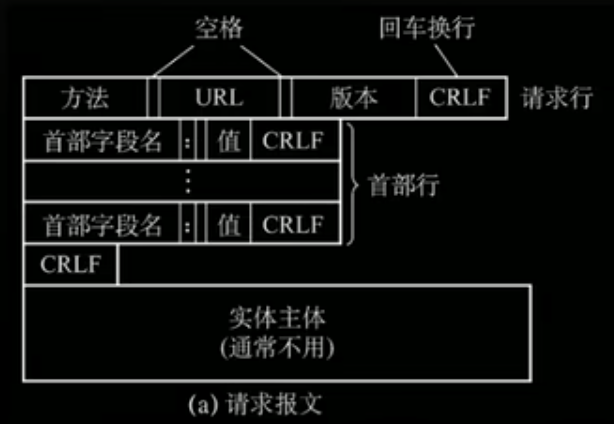 空格 回车换行
方法 URL 版本 CRLF 请求行
首部字段名 : 值 CRLF
⋮ 首部行
首部字段名 : 值 CRLF
CRLF
实体主体
(通常不用)
(a) 请求报文